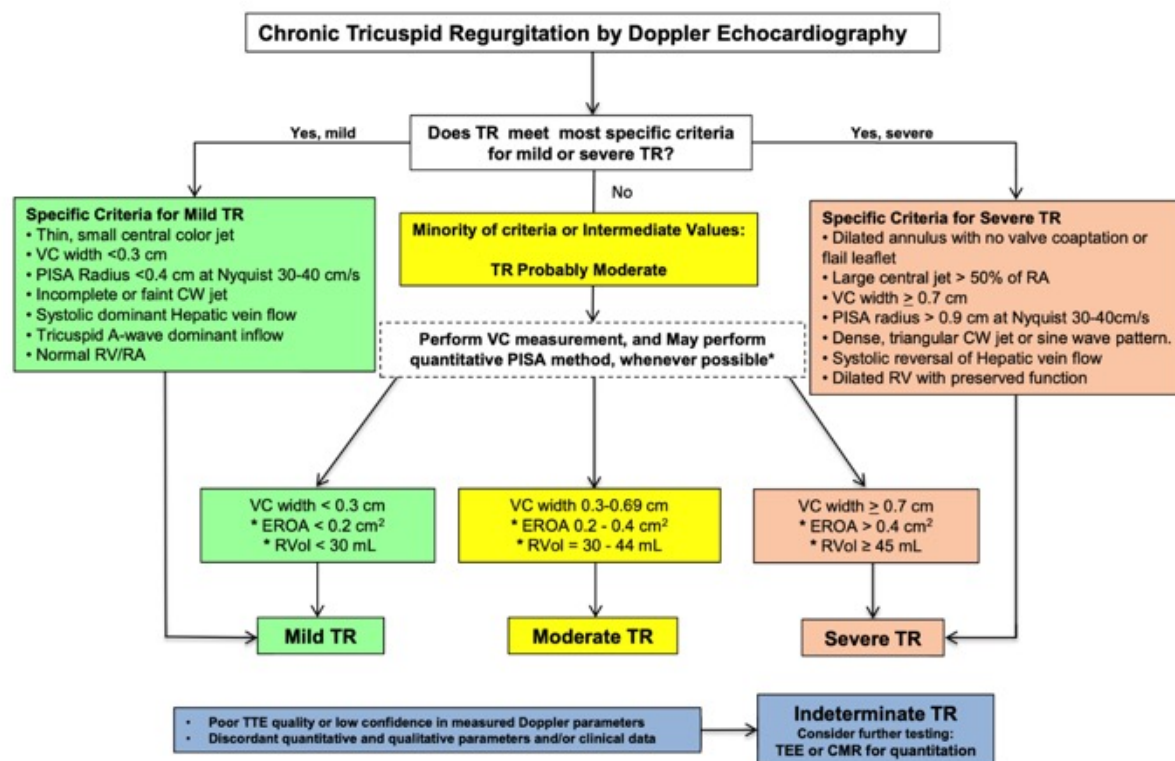 Chronic Tricuspid Regurgitation by Doppler Echocardiography
Yes, mild
Does TR meet most specific criteria
for mild or severe TR?
Yes, severe
No
Specific Criteria for Mild TR
• Thin, small central color jet
• VC width <0.3 cm
• PISA Radius <0.4 cm at Nyquist 30-40 cm/s
• Incomplete or faint CW jet
• Systolic dominant Hepatic vein flow
• Tricuspid A-wave dominant inflow
• Normal RV/RA
Minority of criteria or Intermediate Values:
TR Probably Moderate
Specific Criteria for Severe TR
• Dilated annulus with no valve coaptation or
flail leaflet
• Large central jet > 50% of RA
• VC width ≥ 0.7 cm
• PISA radius > 0.9 cm at Nyquist 30-40cm/s
• Dense, triangular CW jet or sine wave pattern.
• Systolic reversal of Hepatic vein flow
• Dilated RV with preserved function
Perform VC measurement, and May perform
quantitative PISA method, whenever possible*
VC width < 0.3 cm
* EROA < 0.2 cm²
* RVol < 30 mL
VC width 0.3-0.69 cm
* EROA 0.2 - 0.4 cm²
* RVol = 30 - 44 mL
VC width ≥ 0.7 cm
* EROA > 0.4 cm²
* RVol ≥ 45 mL
Mild TR
Moderate TR
Severe TR
• Poor TTE quality or low confidence in measured Doppler parameters
• Discordant quantitative and qualitative parameters and/or clinical data
Indeterminate TR
Consider further testing:
TEE or CMR for quantitation